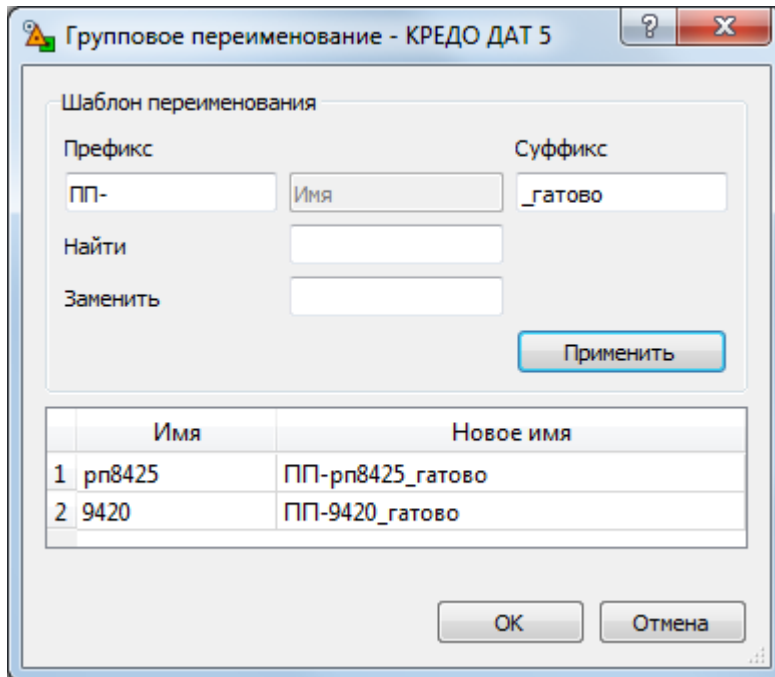 Групповое переименование - КРЕДО ДАТ 5
Шаблон переименования
Префикс Суффикс
ПП- Имя _гатово
Найти
Заменить
Применить
Имя Новое имя
1 рп8425 ПП-рп8425_гатово
2 9420 ПП-9420_гатово
ОК Отмена